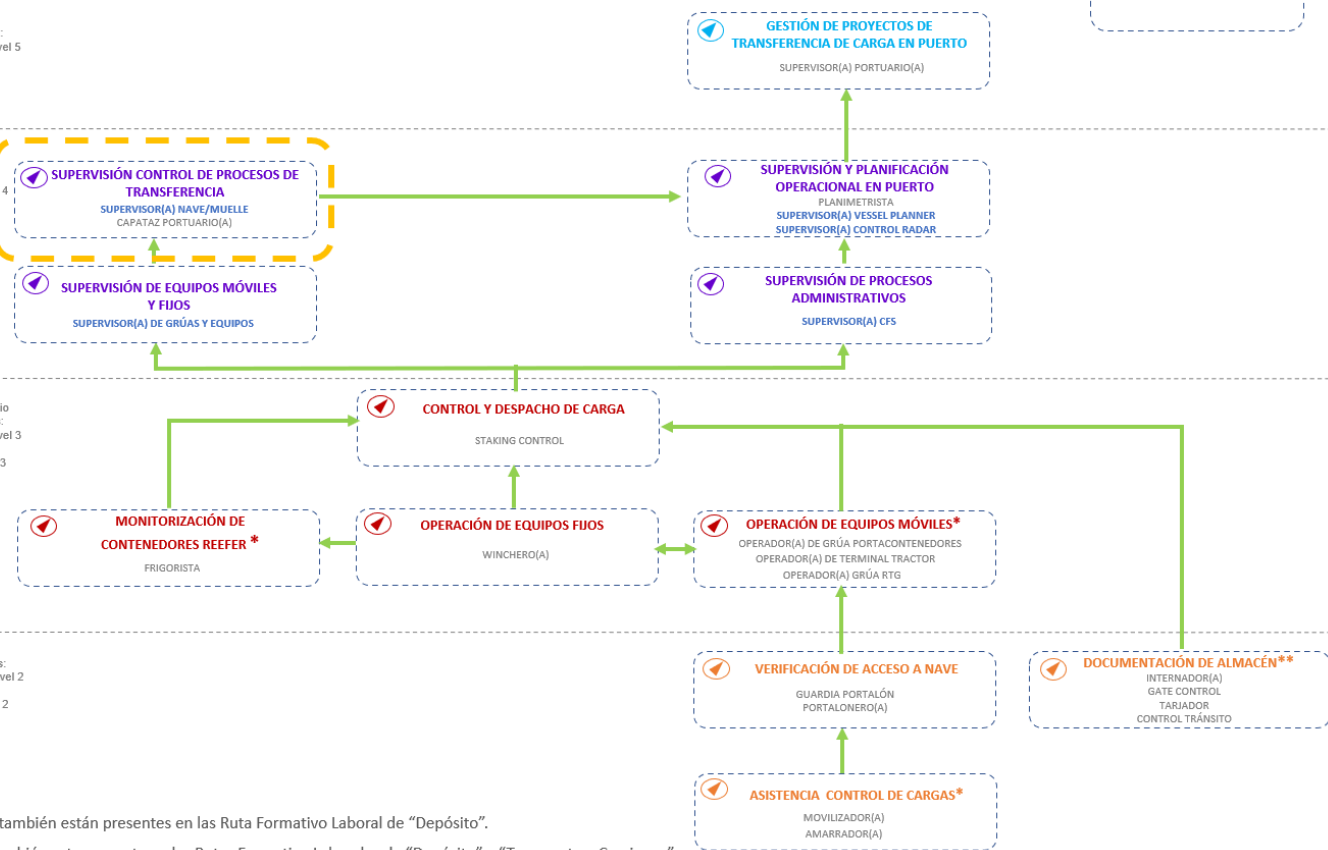 GESTIÓN DE PROYECTOS DE
TRANSFERENCIA DE CARGA EN PUERTO
SUPERVISOR(A) PORTUARIO(A)
vel 5
SUPERVISIÓN CONTROL DE PROCESOS DE
TRANSFERENCIA
SUPERVISOR(A) NAVE/MUELLE
CAPATAZ PORTUARIO(A)
4
SUPERVISIÓN Y PLANIFICACIÓN
OPERACIONAL EN PUERTO
PLANIMETRISTA
SUPERVISOR(A) VESSEL PLANNER
SUPERVISOR(A) CONTROL RADAR
SUPERVISIÓN DE EQUIPOS MÓVILES
Y FIJOS
SUPERVISOR(A) DE GRÚAS Y EQUIPOS
SUPERVISIÓN DE PROCESOS
ADMINISTRATIVOS
SUPERVISOR(A) CFS
io
:
vel 3
3
CONTROL Y DESPACHO DE CARGA
STAKING CONTROL
MONITORIZACIÓN DE
CONTENEDORES REEFER *
FRIGORISTA
OPERACIÓN DE EQUIPOS FIJOS
WINCHERO(A)
OPERACIÓN DE EQUIPOS MÓVILES*
OPERADOR(A) DE GRÚA PORTACONTENEDORES
OPERADOR(A) DE TERMINAL TRACTOR
OPERADOR(A) GRÚA RTG
s:
vel 2
2
VERIFICACIÓN DE ACCESO A NAVE
GUARDIA PORTALÓN
PORTALONERO(A)
DOCUMENTACIÓN DE ALMACÉN**
INTERNADOR(A)
GATE CONTROL
TARJADOR
CONTROL TRÁNSITO
ASISTENCIA CONTROL DE CARGAS*
MOVILIZADOR(A)
AMARRADOR(A)
también están presentes en las Ruta Formativo Laboral de “Depósito”.